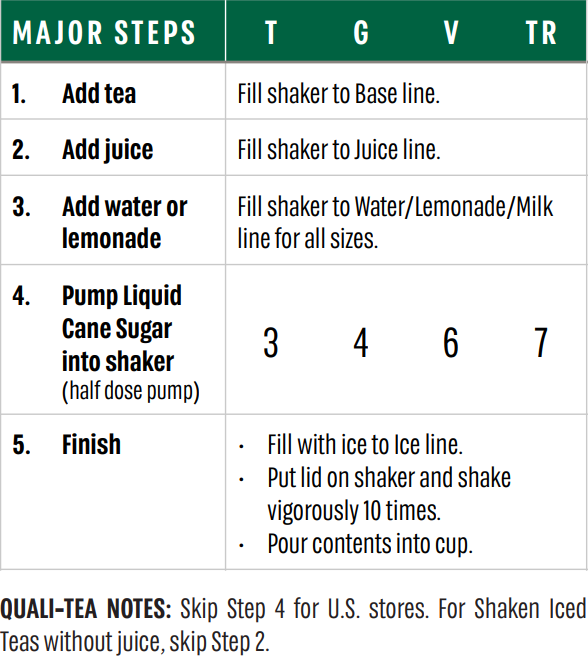 MAJOR STEPS T G V TR
1. Add tea Fill shaker to Base line.
2. Add juice Fill shaker to Juice line.
3. Add water or Fill shaker to Water/Lemonade/Milk
lemonade line for all sizes.
4. Pump Liquid
Cane Sugar
into shaker 3 4 6 7
(half dose pump)
5. Finish · Fill with ice to Ice line.
· Put lid on shaker and shake
vigorously 10 times.
· Pour contents into cup.
QUALI-TEA NOTES: Skip Step 4 for U.S. stores. For Shaken Iced
Teas without juice, skip Step 2.